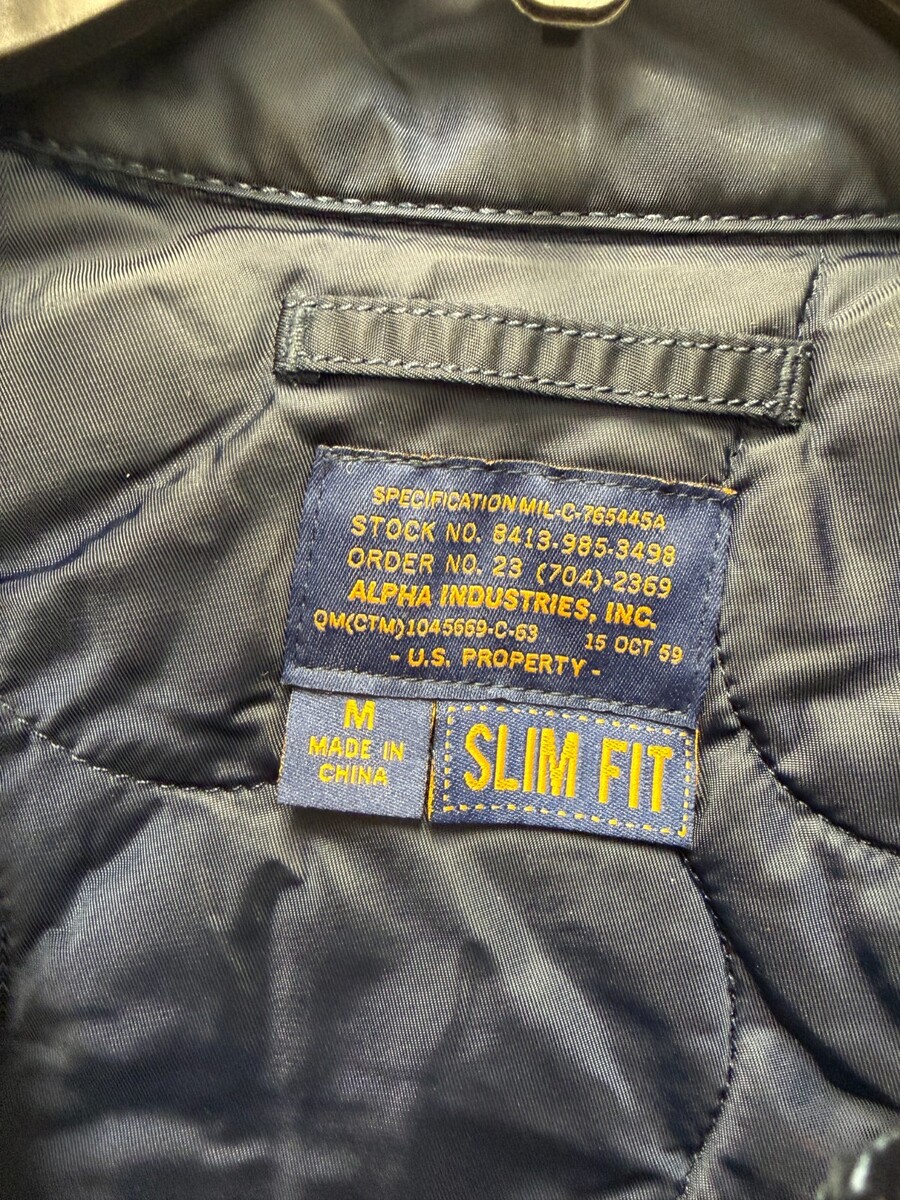 SPECIFICATION MIL-C-765445A
STOCK NO. 8413-985-3498
ORDER NO. 23 (704)-2369
ALPHA INDUSTRIES, INC.
QM(CTM)1045669-C-63 15 OCT 59
- U.S. PROPERTY -
M
MADE IN
CHINA
SLIM FIT